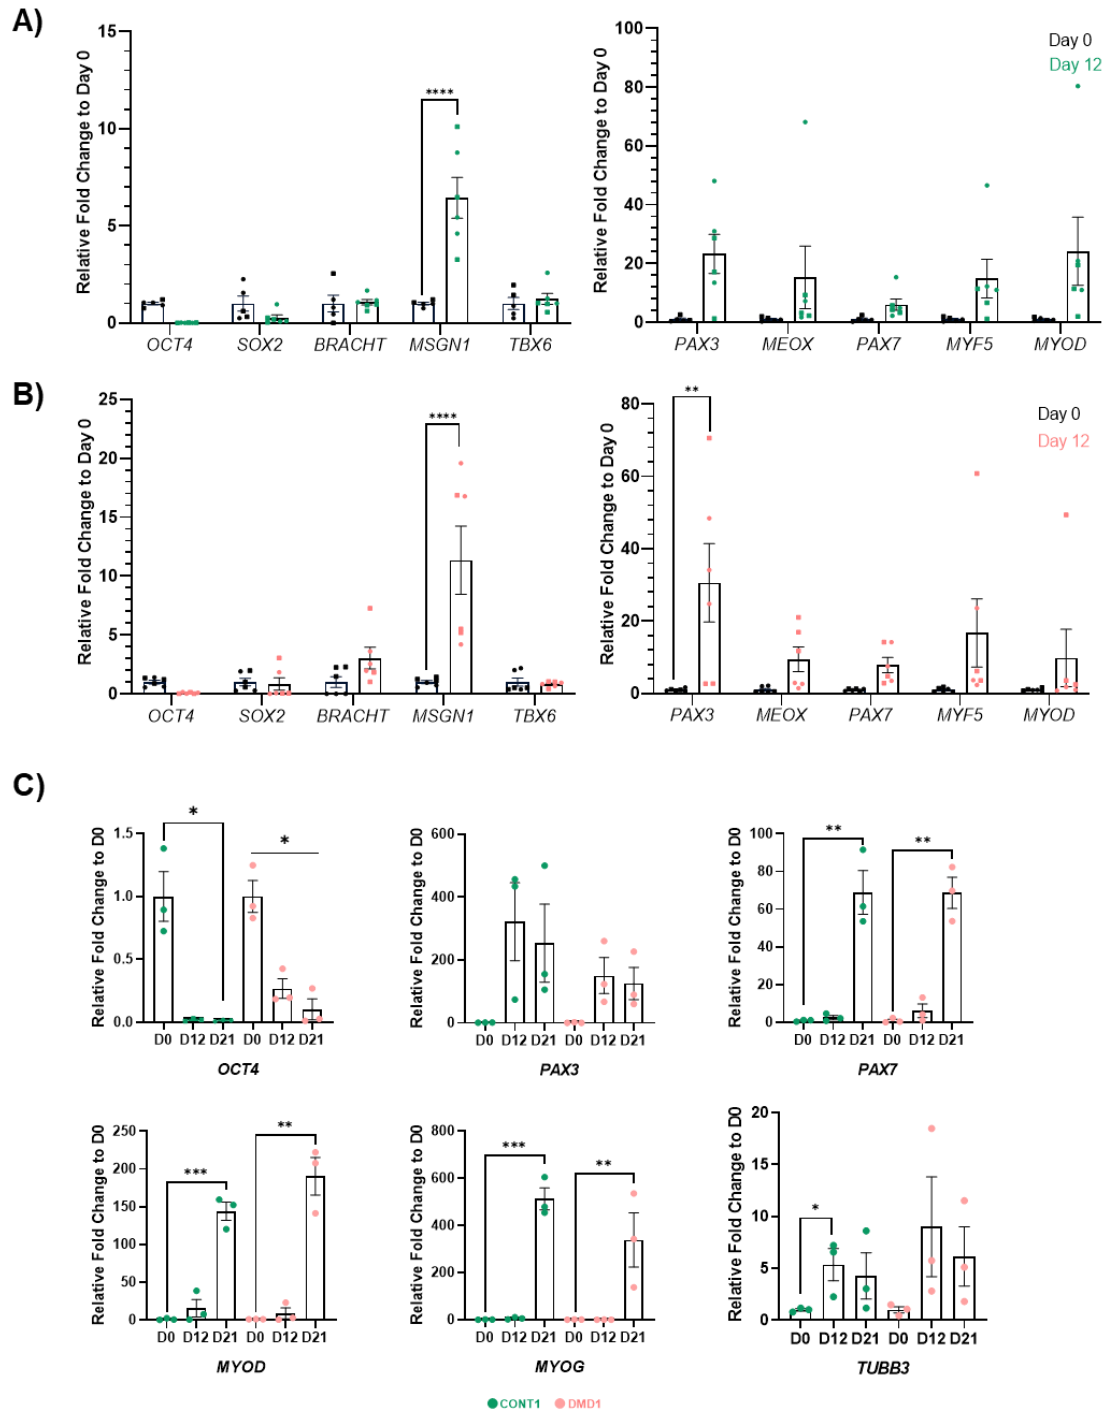 A)
Relative Fold Change to Day 0
15
10
5
0
****
OCT4 SOX2 BRACHT MSGN1 TBX6
Relative Fold Change to Day 0
100
80
60
40
20
0
Day 0
Day 12
PAX3 MEOX PAX7 MYF5 MYOD
B)
Relative Fold Change to Day 0
25
20
15
10
5
0
****
OCT4 SOX2 BRACHT MSGN1 TBX6
Relative Fold Change to Day 0
80
60
40
20
0
**
Day 0
Day 12
PAX3 MEOX PAX7 MYF5 MYOD
C)
Relative Fold Change to D0
1.5
1.0
0.5
0.0
*
*
D0 D12 D21 D0 D12 D21
OCT4
Relative Fold Change to D0
600
400
200
0
D0 D12 D21 D0 D12 D21
PAX3
Relative Fold Change to D0
100
80
60
40
20
0
**
**
D0 D12 D21 D0 D12 D21
PAX7
Relative Fold Change to D0
250
200
150
100
50
0
***
**
D0 D12 D21 D0 D12 D21
MYOD
Relative Fold Change to D0
800
600
400
200
0
***
**
D0 D12 D21 D0 D12 D21
MYOG
Relative Fold Change to D0
20
15
10
5
0
*
D0 D12 D21 D0 D12 D21
TUBB3
CONT1 DMD1